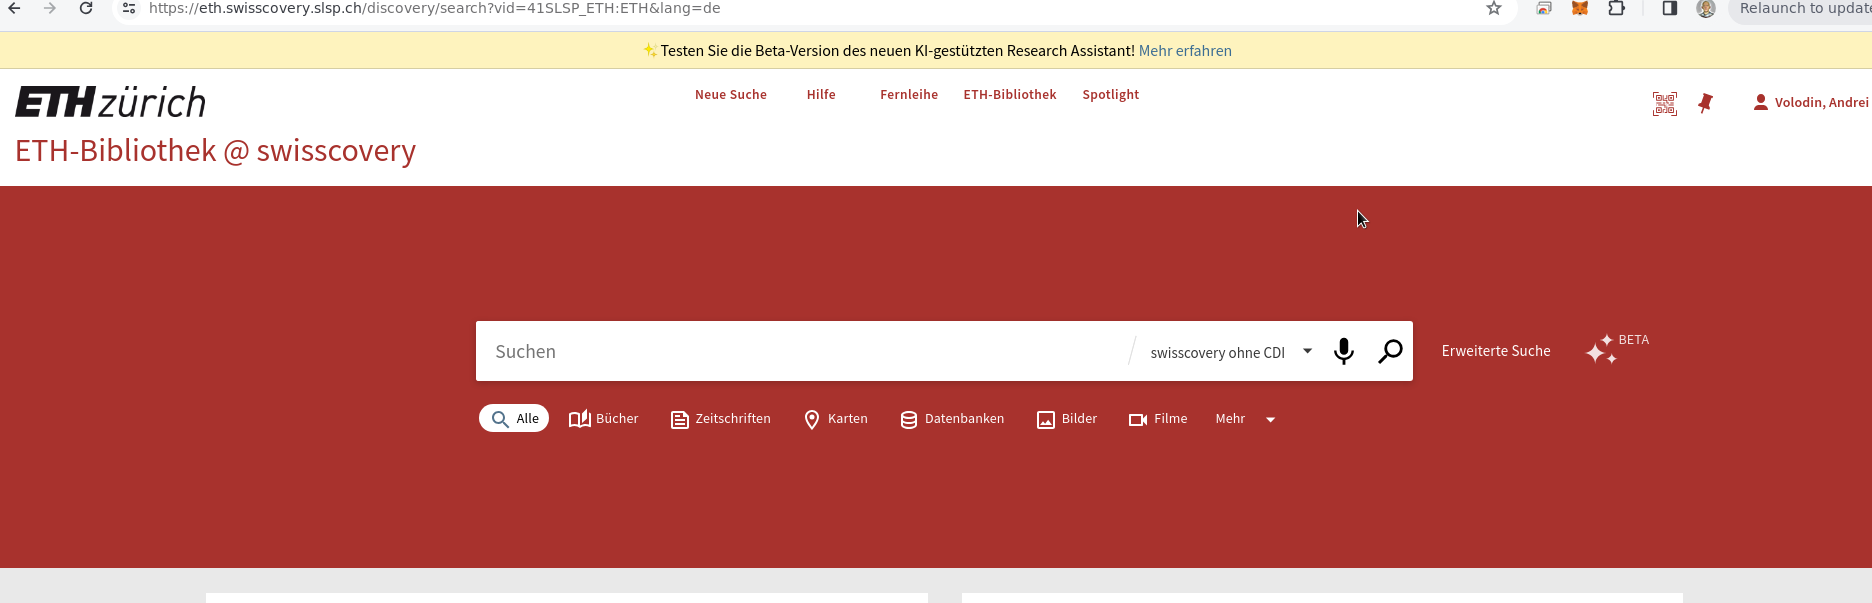 https://eth.swisscovery.slsp.ch/discovery/search?vid=41SLSP_ETH:ETH&lang=de
Relaunch to update
✨Testen Sie die Beta-Version des neuen KI-gestützten Research Assistant! Mehr erfahren
ETH zürich
Neue Suche Hilfe Fernleihe ETH-Bibliothek Spotlight
Volodin, Andrei
ETH-Bibliothek @ swisscovery
Suchen
swisscovery ohne CDI
Erweiterte Suche
BETA
Alle Bücher Zeitschriften Karten Datenbanken Bilder Filme Mehr